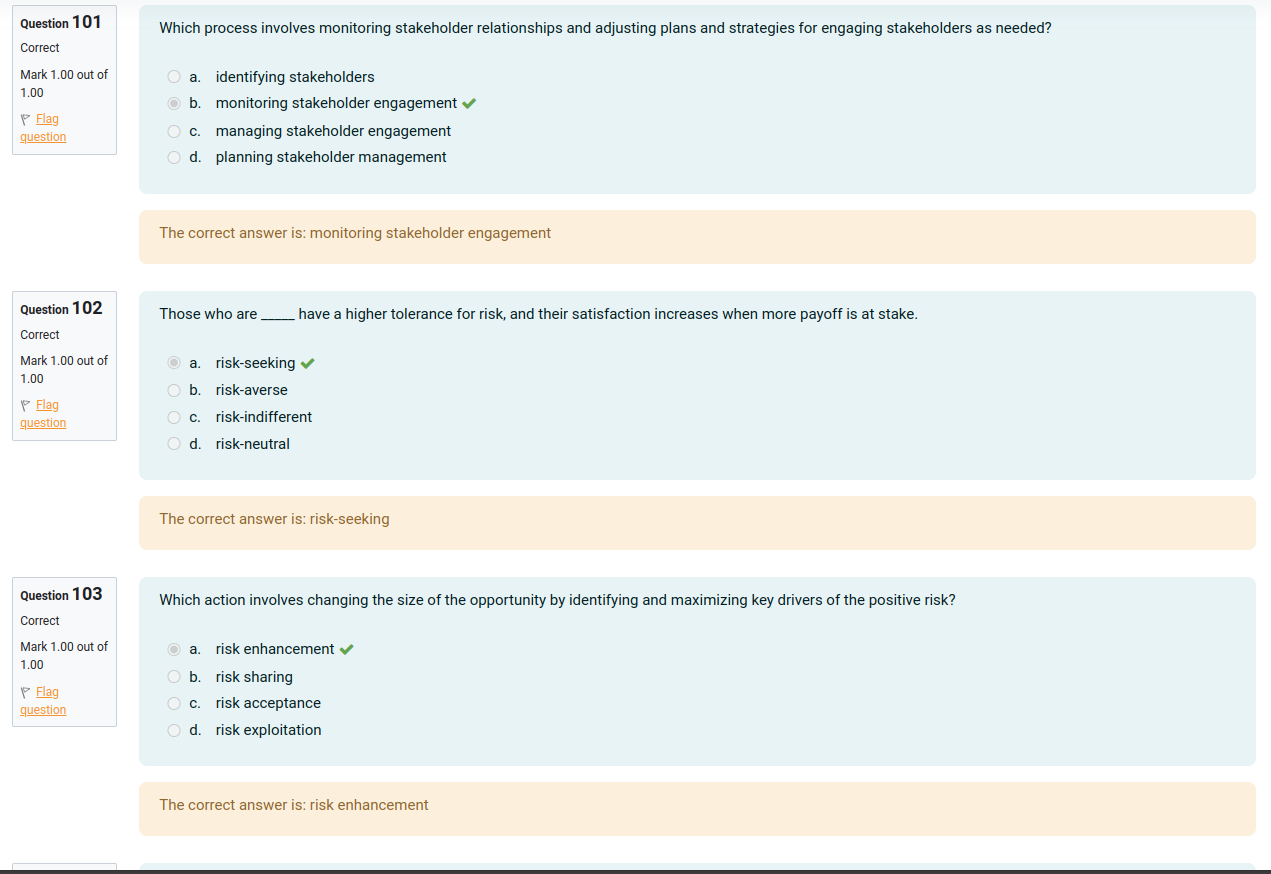 Question 101
Correct
Mark 1.00 out of
1.00
Flag
question
Which process involves monitoring stakeholder relationships and adjusting plans and strategies for engaging stakeholders as needed?
a. identifying stakeholders
b. monitoring stakeholder engagement
c. managing stakeholder engagement
d. planning stakeholder management
The correct answer is: monitoring stakeholder engagement
Question 102
Correct
Mark 1.00 out of
1.00
Flag
question
Those who are _____ have a higher tolerance for risk, and their satisfaction increases when more payoff is at stake.
a. risk-seeking
b. risk-averse
c. risk-indifferent
d. risk-neutral
The correct answer is: risk-seeking
Question 103
Correct
Mark 1.00 out of
1.00
Flag
question
Which action involves changing the size of the opportunity by identifying and maximizing key drivers of the positive risk?
a. risk enhancement
b. risk sharing
c. risk acceptance
d. risk exploitation
The correct answer is: risk enhancement